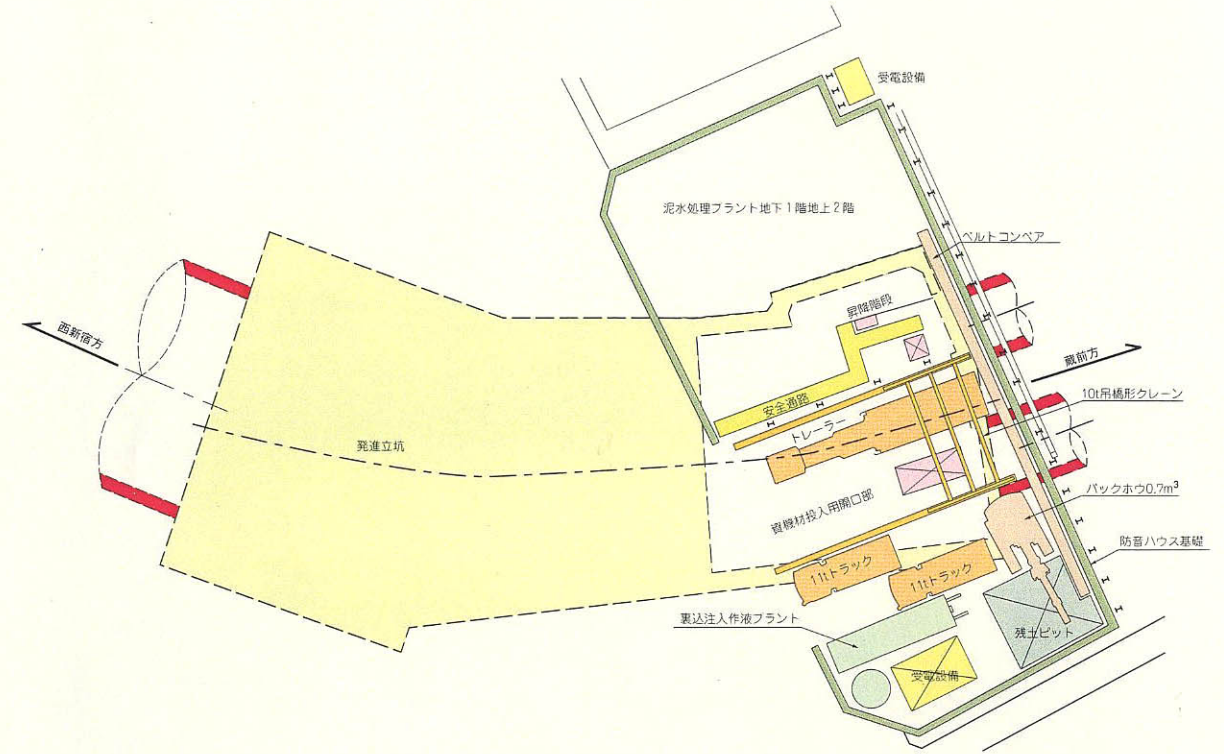 受電設備
泥水処理プラント地下1階地上2階
ベルトコンベア
昇降階段
西新宿方
蔵前方
安全通路
10t吊橋形クレーン
トレーラー
発進立坑
バックホウ0.7m³
資機材投入用開口部
防音ハウス基礎
11tトラック
11tトラック
裏込注入作液プラント
残土ピット
受電設備